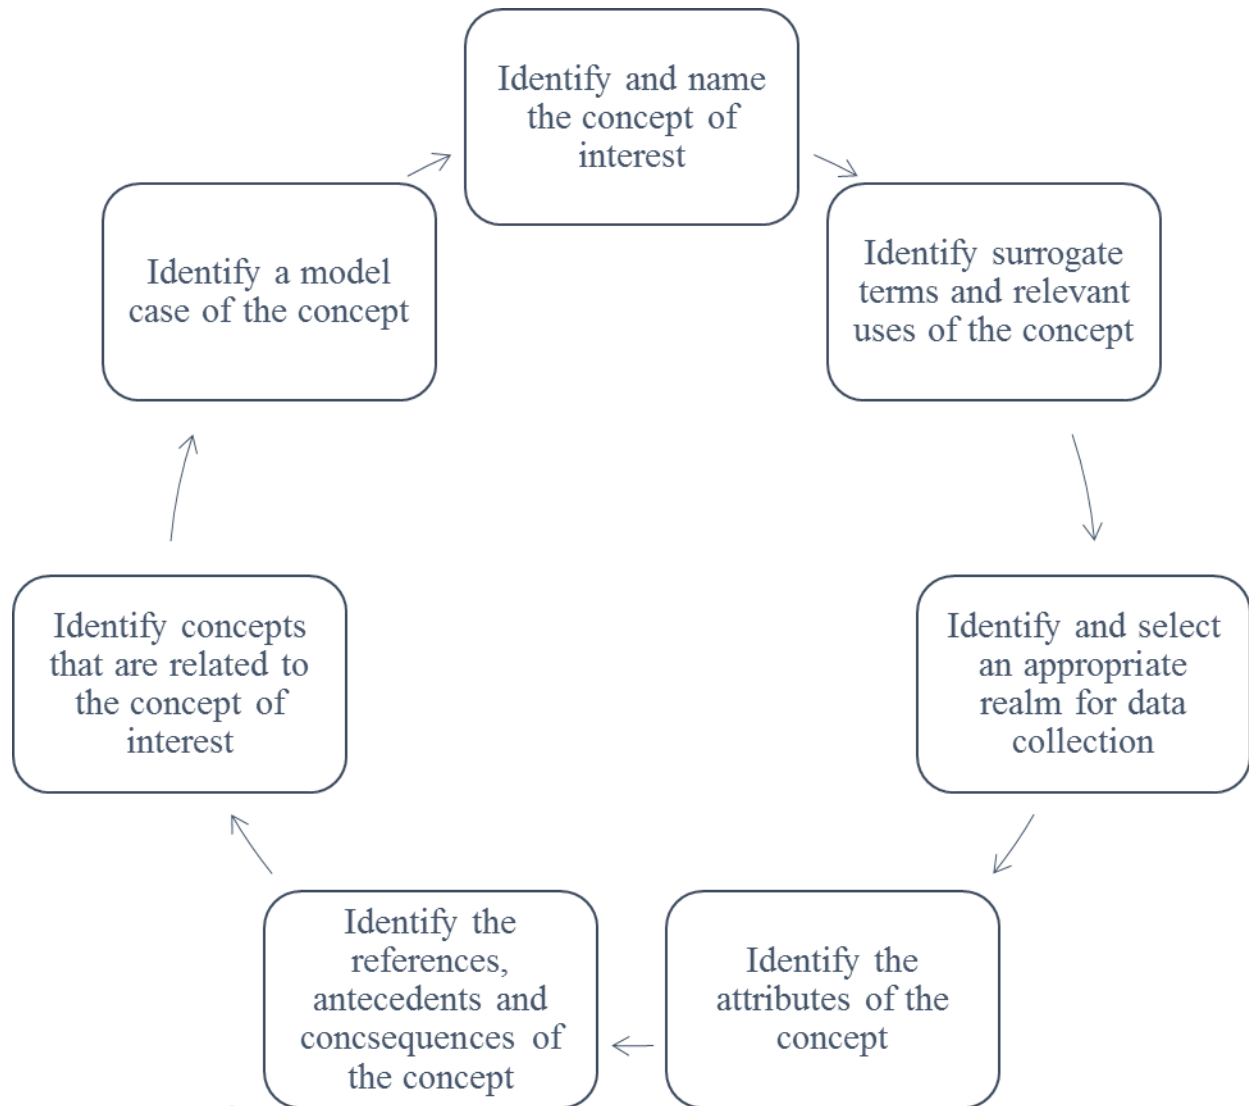 Identify and name
the concept of
interest
Identify surrogate
terms and relevant
uses of the concept
Identify and select
an appropriate
realm for data
collection
Identify the
attributes of the
concept
Identify the
references,
antecedents and
concsequences of
the concept
Identify concepts
that are related to
the concept of
interest
Identify a model
case of the concept